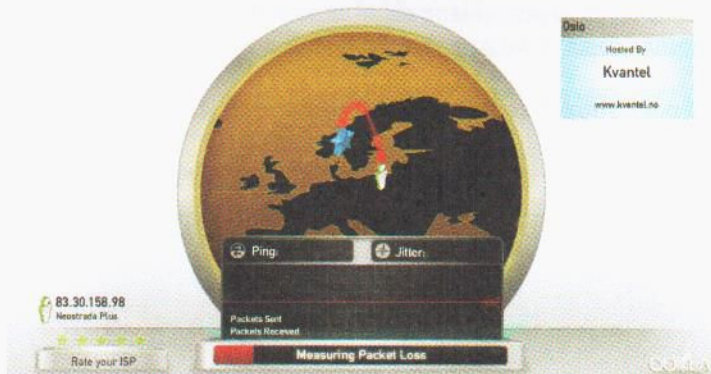 Oslo
Hosted By
Kvantel
www.kvantel.no
Ping:
Jitter:
83.30.158.98
Neostrada Plus
Packets Sent
Packets Received
Rate your ISP
Measuring Packet Loss